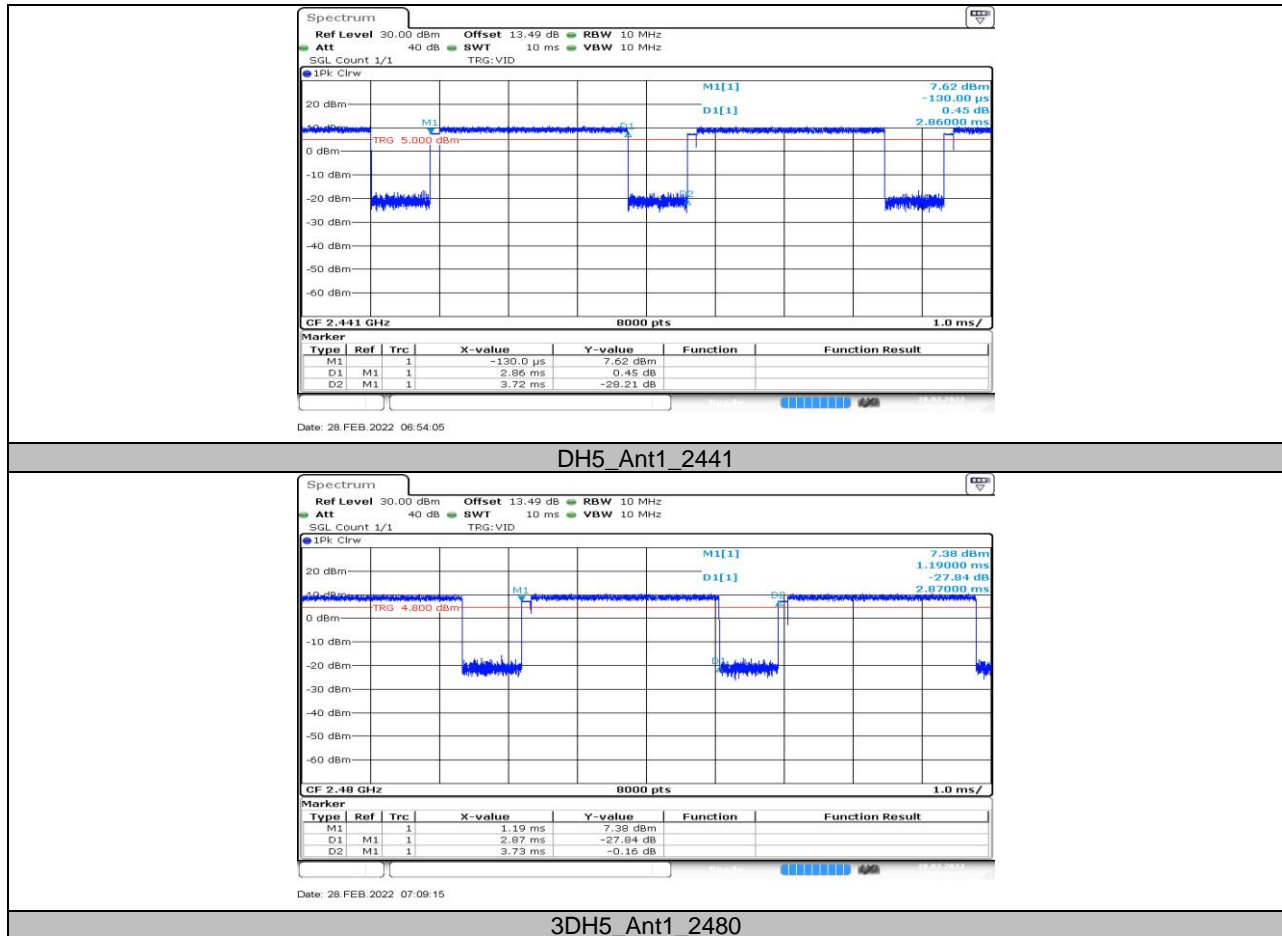 Spectrum
Ref Level 30.00 dBm Offset 13.49 dB RBW 10 MHz
Att 40 dB SWT 10 ms VBW 10 MHz
SGL Count 1/1 TRG:VID
1Pk Clrw
M1[1] 7.62 dBm
-130.00 µs
20 dBm
D1[1] 0.45 dB
2.86000 ms
10 dBm M1 D1
TRG 5.000 dBm
0 dBm
-10 dBm
-20 dBm D2
-30 dBm
-40 dBm
-50 dBm
-60 dBm
CF 2.441 GHz 8000 pts 1.0 ms/
Marker
Type Ref Trc X-value Y-value Function Function Result
M1 1 -130.0 µs 7.62 dBm
D1 M1 1 2.86 ms 0.45 dB
D2 M1 1 3.72 ms -28.21 dB
Date: 28.FEB.2022 06:54:05
DH5_Ant1_2441
Spectrum
Ref Level 30.00 dBm Offset 13.49 dB RBW 10 MHz
Att 40 dB SWT 10 ms VBW 10 MHz
SGL Count 1/1 TRG:VID
1Pk Clrw
M1[1] 7.38 dBm
1.19000 ms
20 dBm
D1[1] -27.84 dB
2.87000 ms
10 dBm M1 D2
TRG 4.800 dBm
0 dBm
-10 dBm
-20 dBm D1
-30 dBm
-40 dBm
-50 dBm
-60 dBm
CF 2.48 GHz 8000 pts 1.0 ms/
Marker
Type Ref Trc X-value Y-value Function Function Result
M1 1 1.19 ms 7.38 dBm
D1 M1 1 2.87 ms -27.84 dB
D2 M1 1 3.73 ms -0.16 dB
Date: 28.FEB.2022 07:09:15
3DH5_Ant1_2480